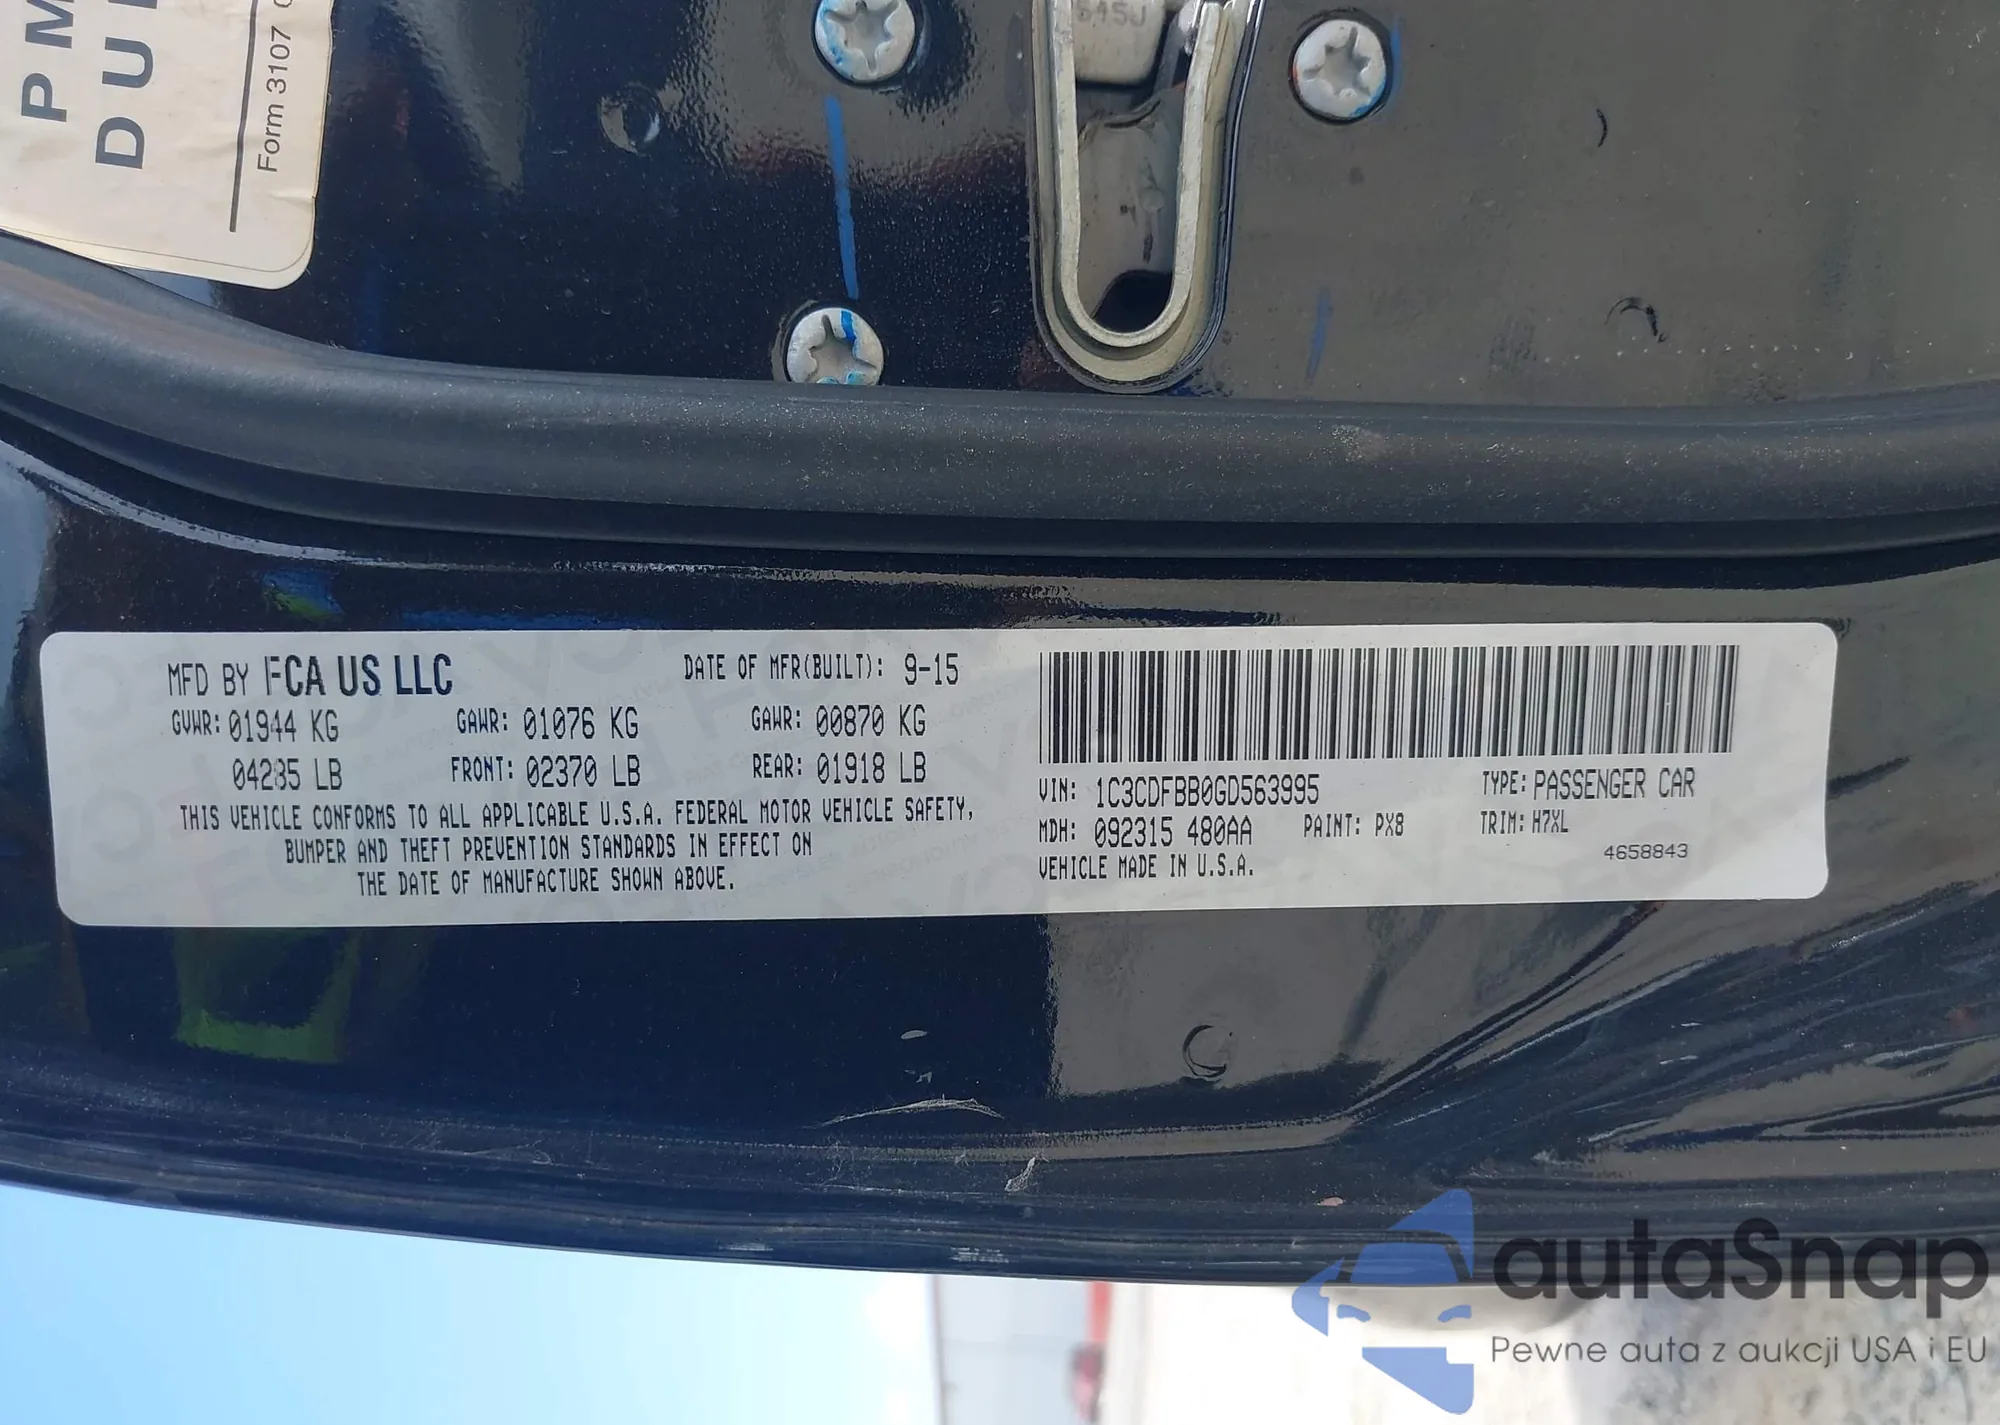 P M
DU
Form 3107
545J
MFD BY FCA US LLC
DATE OF MFR(BUILT): 9-15
GVWR: 01944 KG GAWR: 01076 KG GAWR: 00870 KG
04285 LB FRONT: 02370 LB REAR: 01918 LB
THIS VEHICLE CONFORMS TO ALL APPLICABLE U.S.A. FEDERAL MOTOR VEHICLE SAFETY,
BUMPER AND THEFT PREVENTION STANDARDS IN EFFECT ON
THE DATE OF MANUFACTURE SHOWN ABOVE.
VIN: 1C3CDFBB0GD563995 TYPE: PASSENGER CAR
MDH: 092315 480AA PAINT: PX8 TRIM: H7XL
VEHICLE MADE IN U.S.A. 4658843
autaSnap
Pewne auta z aukcji USA i EU